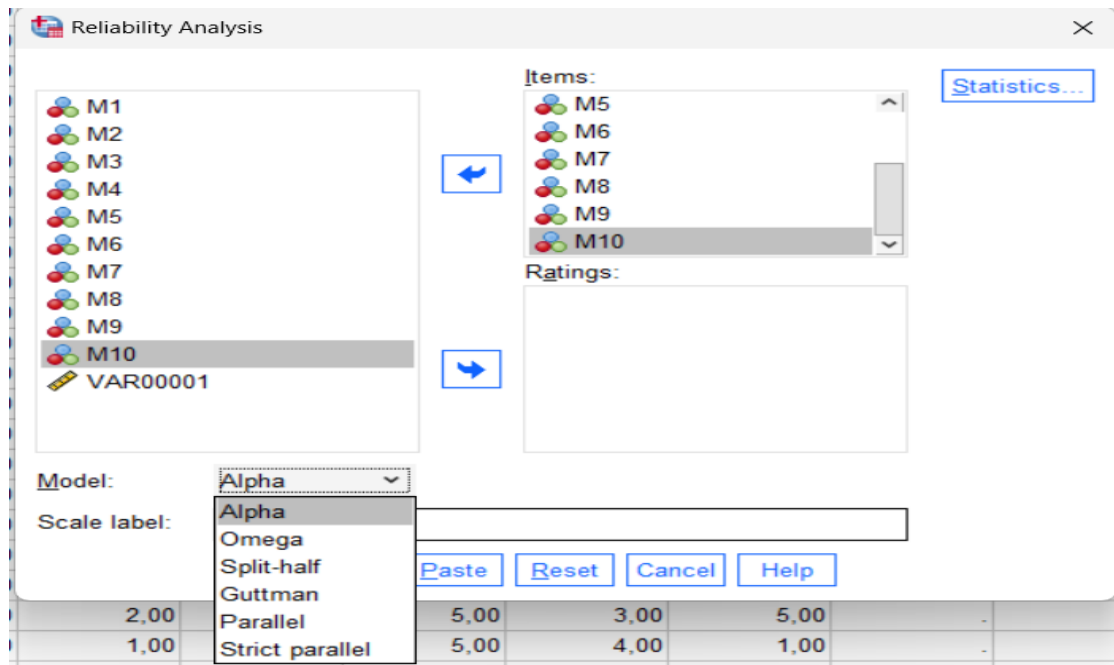 Reliability Analysis
Items:
Statistics...
M1
M2
M3
M4
M5
M6
M7
M8
M9
M10
VAR00001
M5
M6
M7
M8
M9
M10
Ratings:
Model:
Alpha
Scale label:
Alpha
Omega
Split-half
Guttman
Parallel
Strict parallel
Paste
Reset
Cancel
Help
2,00 5,00 3,00 5,00 .
1,00 5,00 4,00 1,00 .